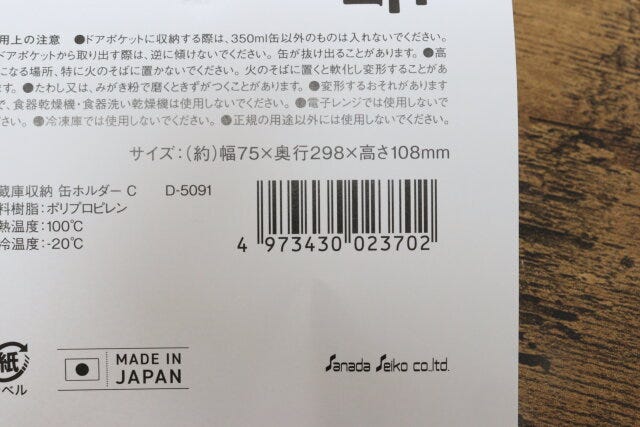 用上の注意 ●ドアポケットに収納する際は、350ml缶以外のものは入れないでください。
ドアポケットから取り出す際は、逆に傾けないでください。缶が抜け出ることがあります。●高
になる場所、特に火のそばに置かないでください。火のそばに置くと軟化し変形することがあ
ます。●たわし又は、みがき粉で磨くときずがつくことがあります。●変形するおそれがあります
で、食器乾燥機・食器洗い乾燥機は使用しないでください。●電子レンジでは使用しない
ださい。●冷凍庫では使用しないでください。●正規の用途以外には使用しないでください。
サイズ：(約)幅75×奥行298×高さ108mm
蔵庫収納 缶ホルダー C D-5091
料樹脂：ポリプロピレン
熱温度：100℃
冷温度：-20℃
4 973430 023702
紙
ベル
MADE IN
JAPAN
Sanada Seiko co.,ltd.